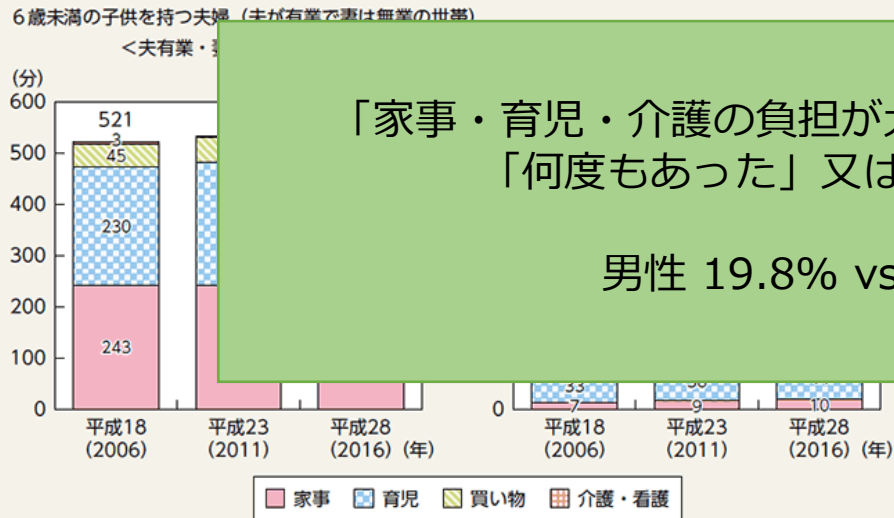 6歳未満の子供を持つ夫婦（夫が有業で妻は無業の世帯）
＜夫有業・
(分)
600
500
400
300
200
100
0
521
3
45
230
243
平成18
(2006)
平成23
(2011)
平成28
(2016) (年)
「家事・育児・介護の負担が
「何度もあった」又は
男性 19.8% vs
0
33
7
9
10
平成18
(2006)
平成23
(2011)
平成28
(2016) (年)
家事 育児 買い物 介護・看護